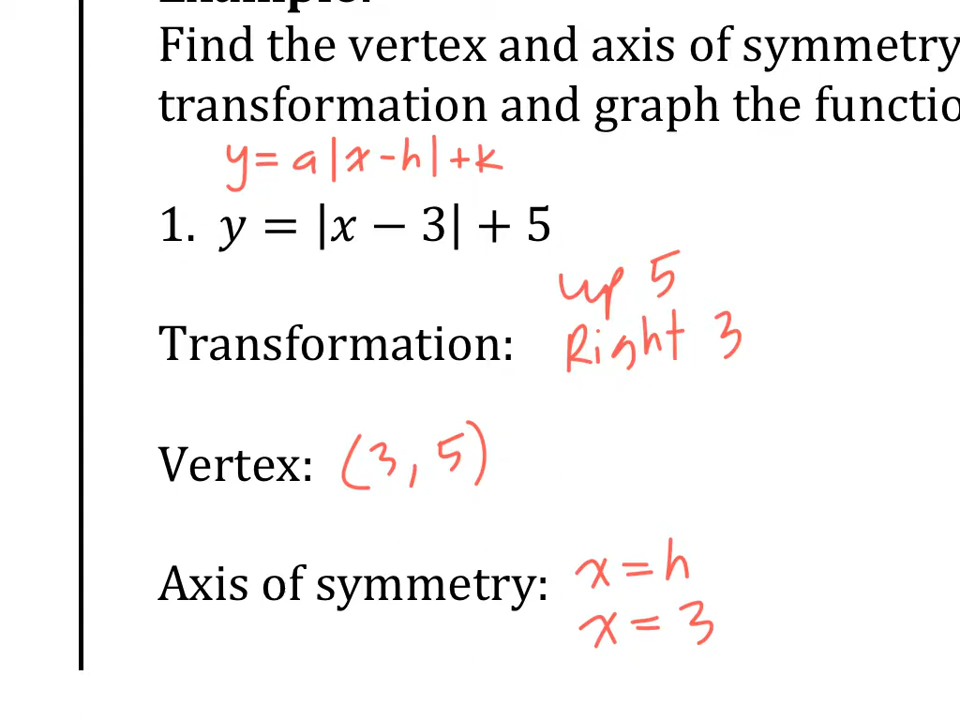 Example:
Find the vertex and axis of symmetry
transformation and graph the functio
y = a|x - h| + k
1. y = |x − 3| + 5
up 5
Transformation: Right 3
Vertex: (3, 5)
Axis of symmetry: x = h
x = 3